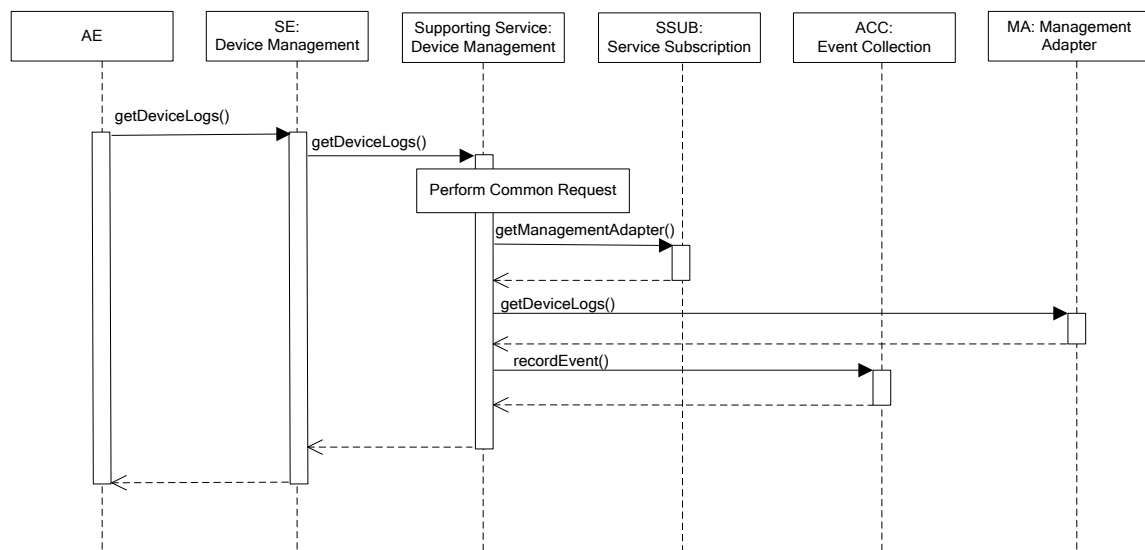 AE
SE:
Device Management
Supporting Service:
Device Management
SSUB:
Service Subscription
ACC:
Event Collection
MA: Management
Adapter
getDeviceLogs()
getDeviceLogs()
Perform Common Request
getManagementAdapter()
getDeviceLogs()
recordEvent()